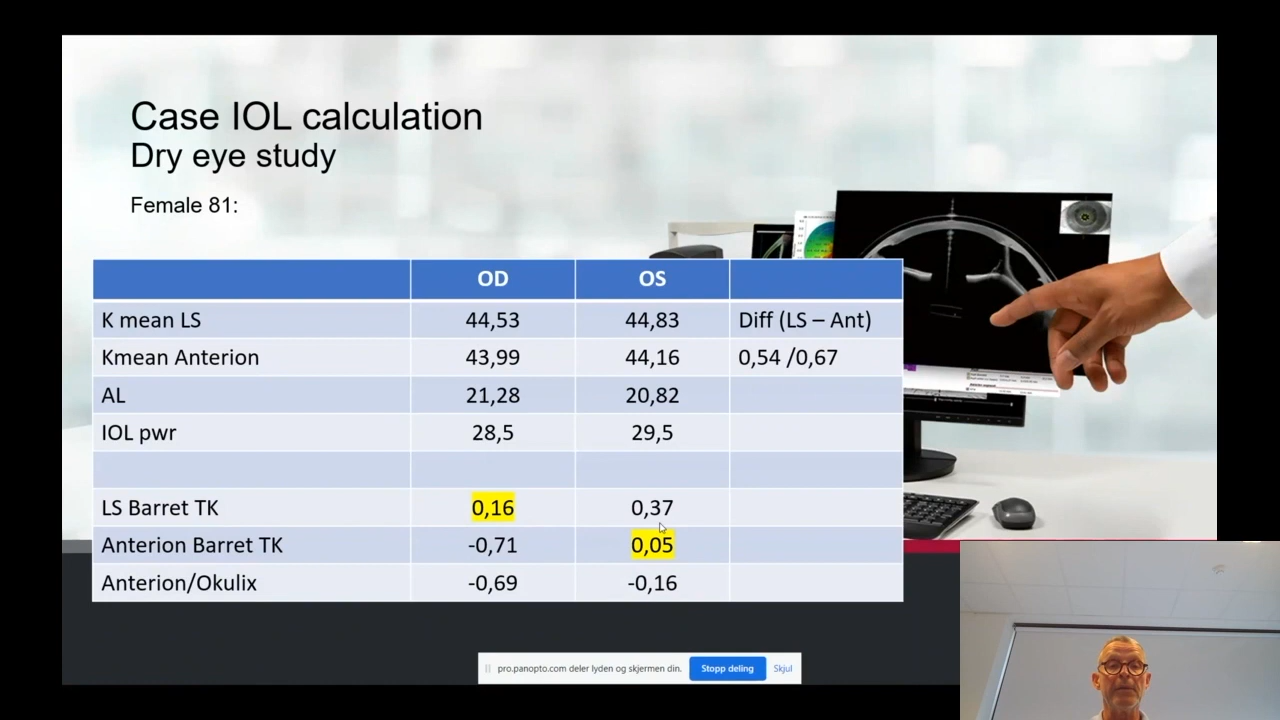 Case IOL calculation
Dry eye study
Female 81:
OD OS
K mean LS 44,53 44,83 Diff (LS – Ant)
Kmean Anterion 43,99 44,16 0,54 /0,67
AL 21,28 20,82
IOL pwr 28,5 29,5
LS Barret TK 0,16 0,37
Anterion Barret TK -0,71 0,05
Anterion/Okulix -0,69 -0,16
pro.panopto.com deler lyden og skjermen din. Stopp deling Skjul